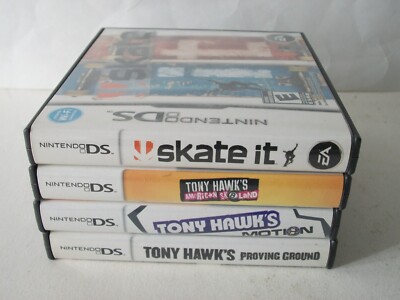 skate
E
NINTENDO DS
NINTENDO DS skate it EA
NINTENDO DS TONY HAWK'S AMERICAN SK8LAND
NINTENDO DS TONY HAWK'S MOTION
NINTENDO DS TONY HAWK'S PROVING GROUND